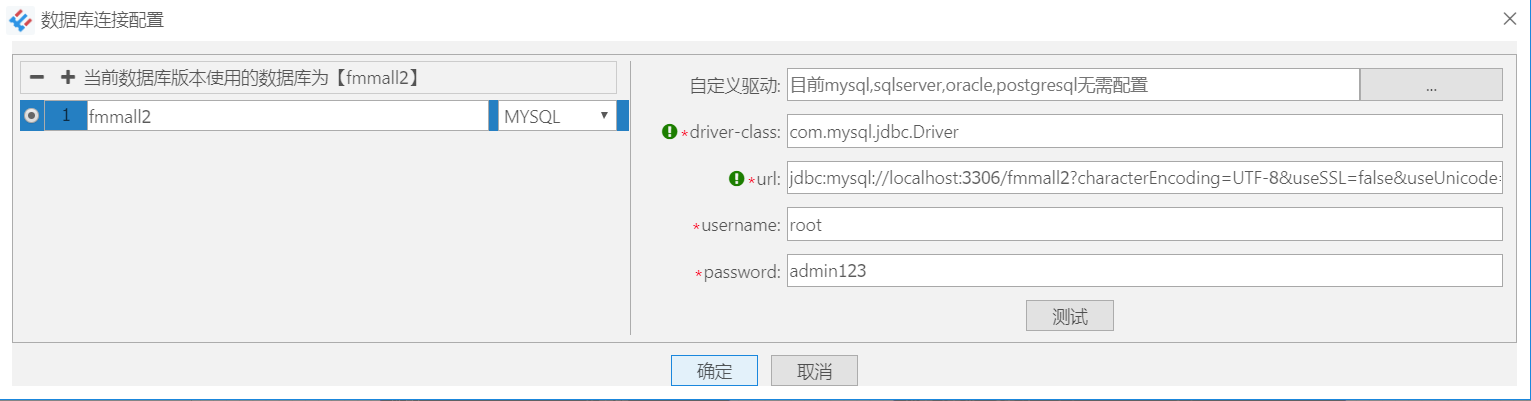 数据库连接配置
当前数据库版本使用的数据库为【fmmall2】
1 fmmall2 MYSQL
自定义驱动: 目前mysql,sqlserver,oracle,postgresql无需配置 ...
*driver-class: com.mysql.jdbc.Driver
*url: jdbc:mysql://localhost:3306/fmmall2?characterEncoding=UTF-8&useSSL=false&useUnicode=
*username: root
*password: admin123
测试
确定 取消